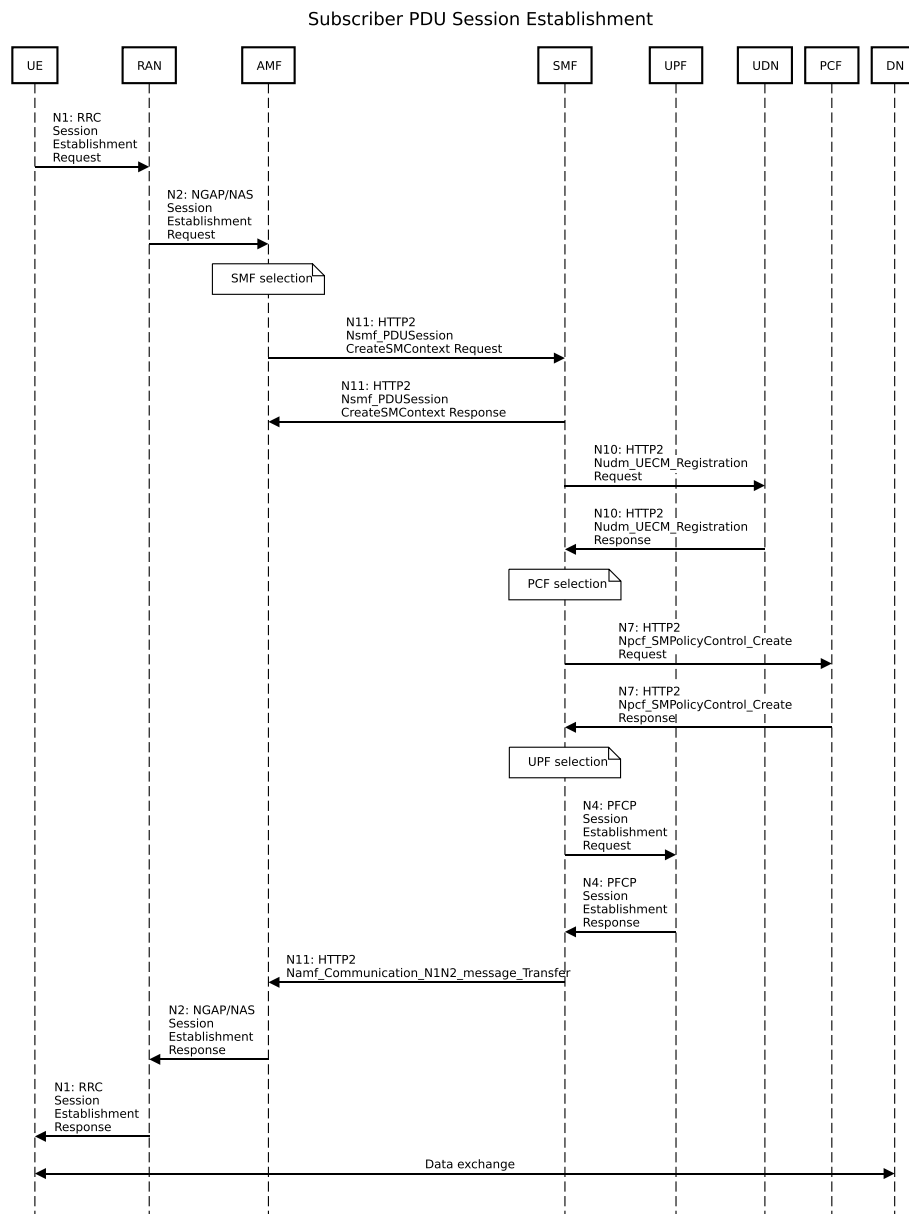 Subscriber PDU Session Establishment
UE RAN AMF SMF UPF UDN PCF DN
N1: RRC
Session
Establishment
Request
N2: NGAP/NAS
Session
Establishment
Request
SMF selection
N11: HTTP2
Nsmf_PDUSession
CreateSMContext Request
N11: HTTP2
Nsmf_PDUSession
CreateSMContext Response
N10: HTTP2
Nudm_UECM_Registration
Request
N10: HTTP2
Nudm_UECM_Registration
Response
PCF selection
N7: HTTP2
Npcf_SMPolicyControl_Create
Request
N7: HTTP2
Npcf_SMPolicyControl_Create
Response
UPF selection
N4: PFCP
Session
Establishment
Request
N4: PFCP
Session
Establishment
Response
N11: HTTP2
Namf_Communication_N1N2_message_Transfer
N2: NGAP/NAS
Session
Establishment
Response
N1: RRC
Session
Establishment
Response
Data exchange